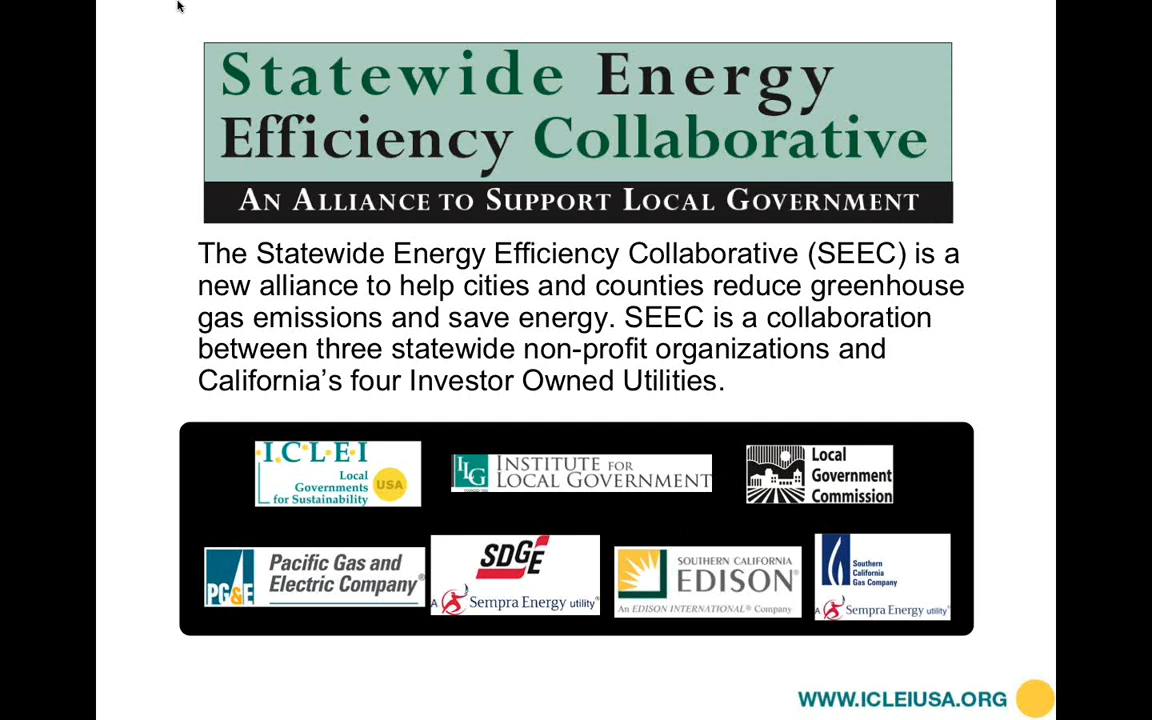 Statewide Energy
Efficiency Collaborative
AN ALLIANCE TO SUPPORT LOCAL GOVERNMENT
The Statewide Energy Efficiency Collaborative (SEEC) is a
new alliance to help cities and counties reduce greenhouse
gas emissions and save energy. SEEC is a collaboration
between three statewide non-profit organizations and
California's four Investor Owned Utilities.
I.C.L.E.I
Local
Governments
for Sustainability
USA
ILG
INSTITUTE FOR
LOCAL GOVERNMENT
Local
Government
Commission
PG&E
Pacific Gas and
Electric Company®
SDGE
A Sempra Energy utility®
SOUTHERN CALIFORNIA
EDISON®
An EDISON INTERNATIONAL® Company
Southern
California
Gas Company
A Sempra Energy utility®
WWW.ICLEIUSA.ORG